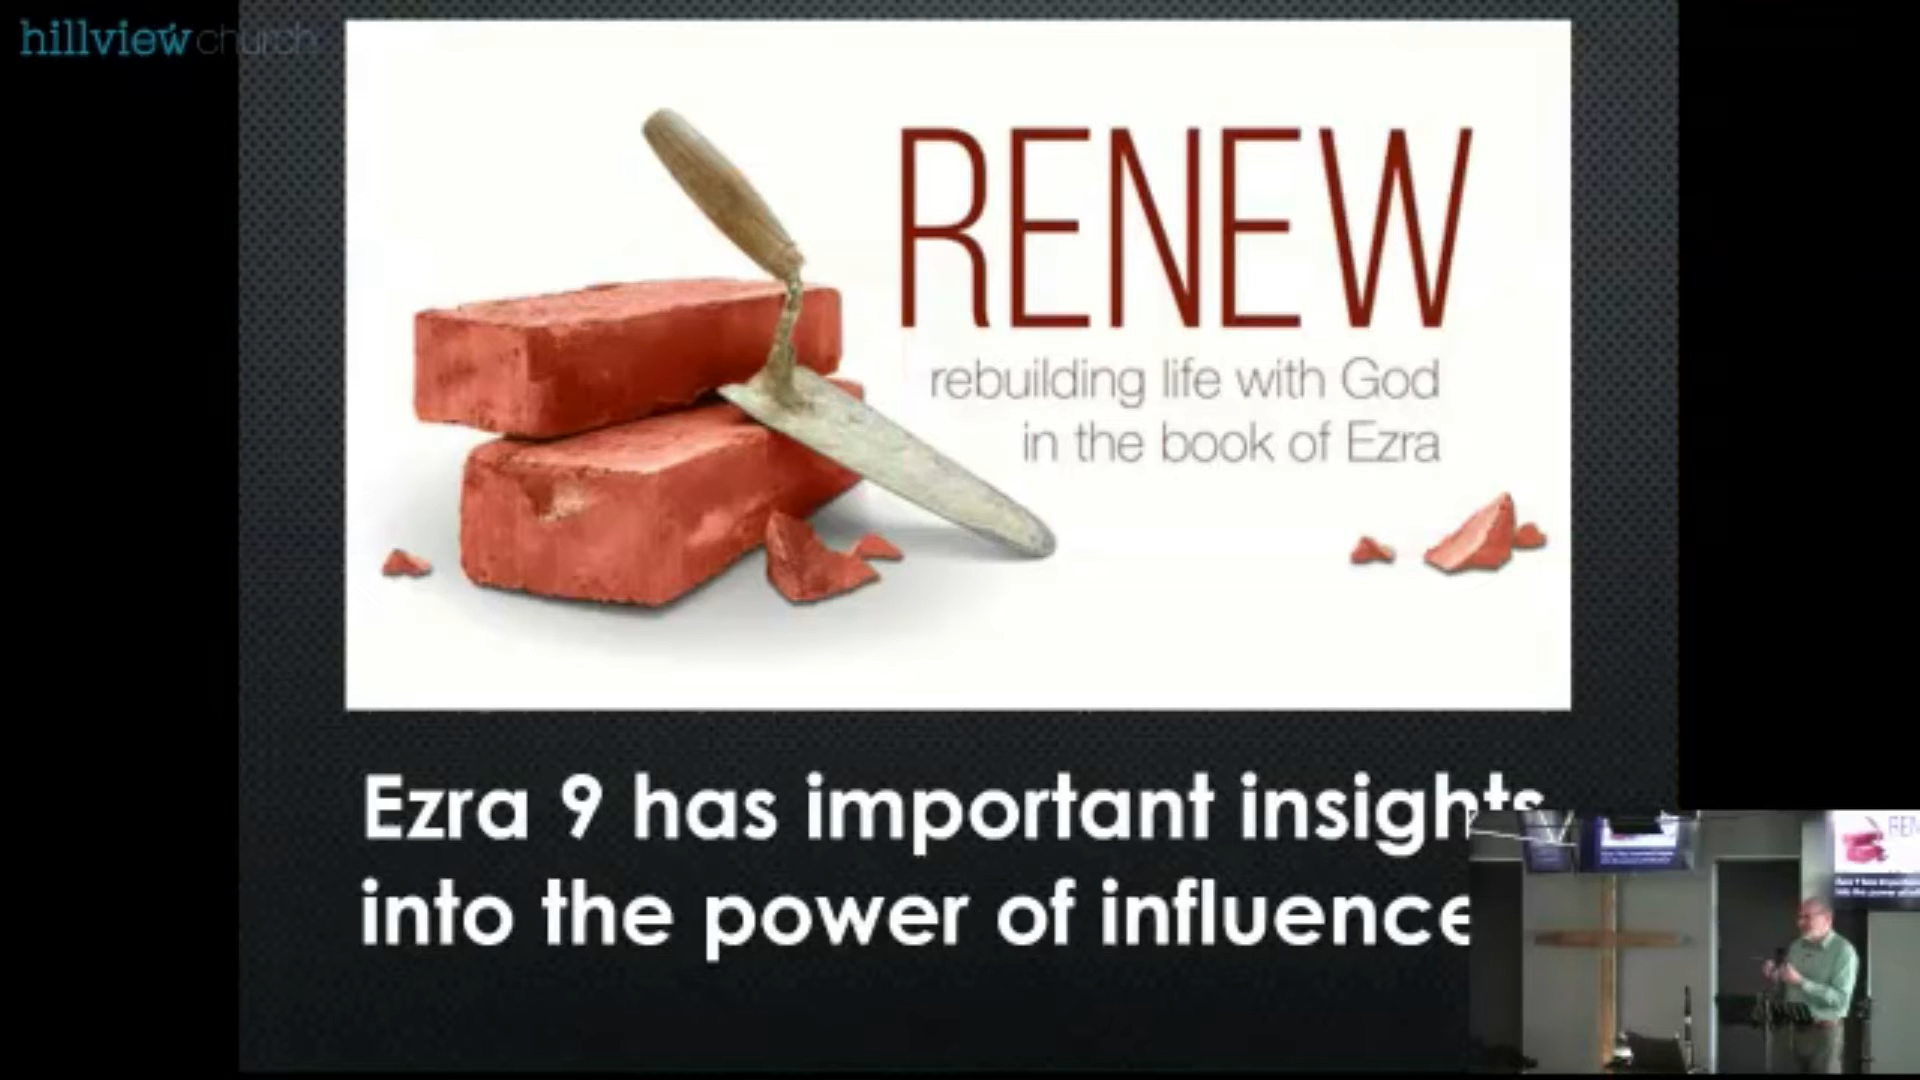 hillview church
RENEW
rebuilding life with God
in the book of Ezra
Ezra 9 has important insights
into the power of influence
REN